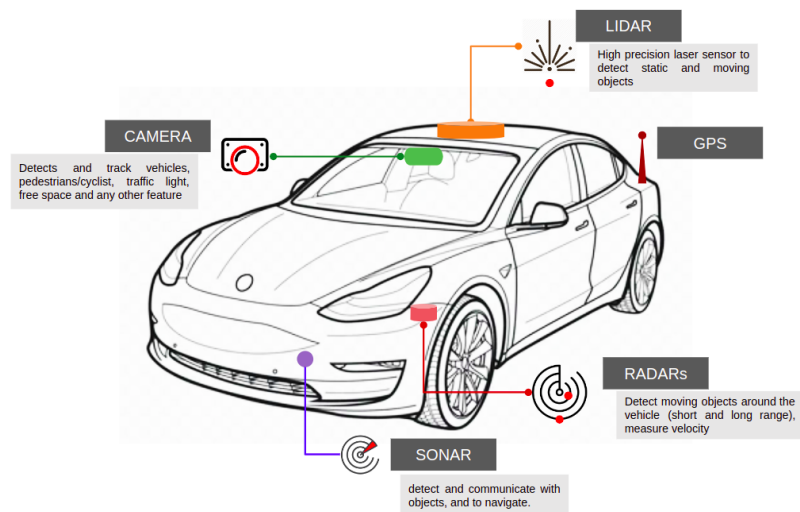 LIDAR
High precision laser sensor to
detect static and moving
objects
CAMERA
Detects and track vehicles,
pedestrians/cyclist, traffic light,
free space and any other feature
GPS
RADARs
Detect moving objects around the
vehicle (short and long range),
measure velocity
SONAR
detect and communicate with
objects, and to navigate.